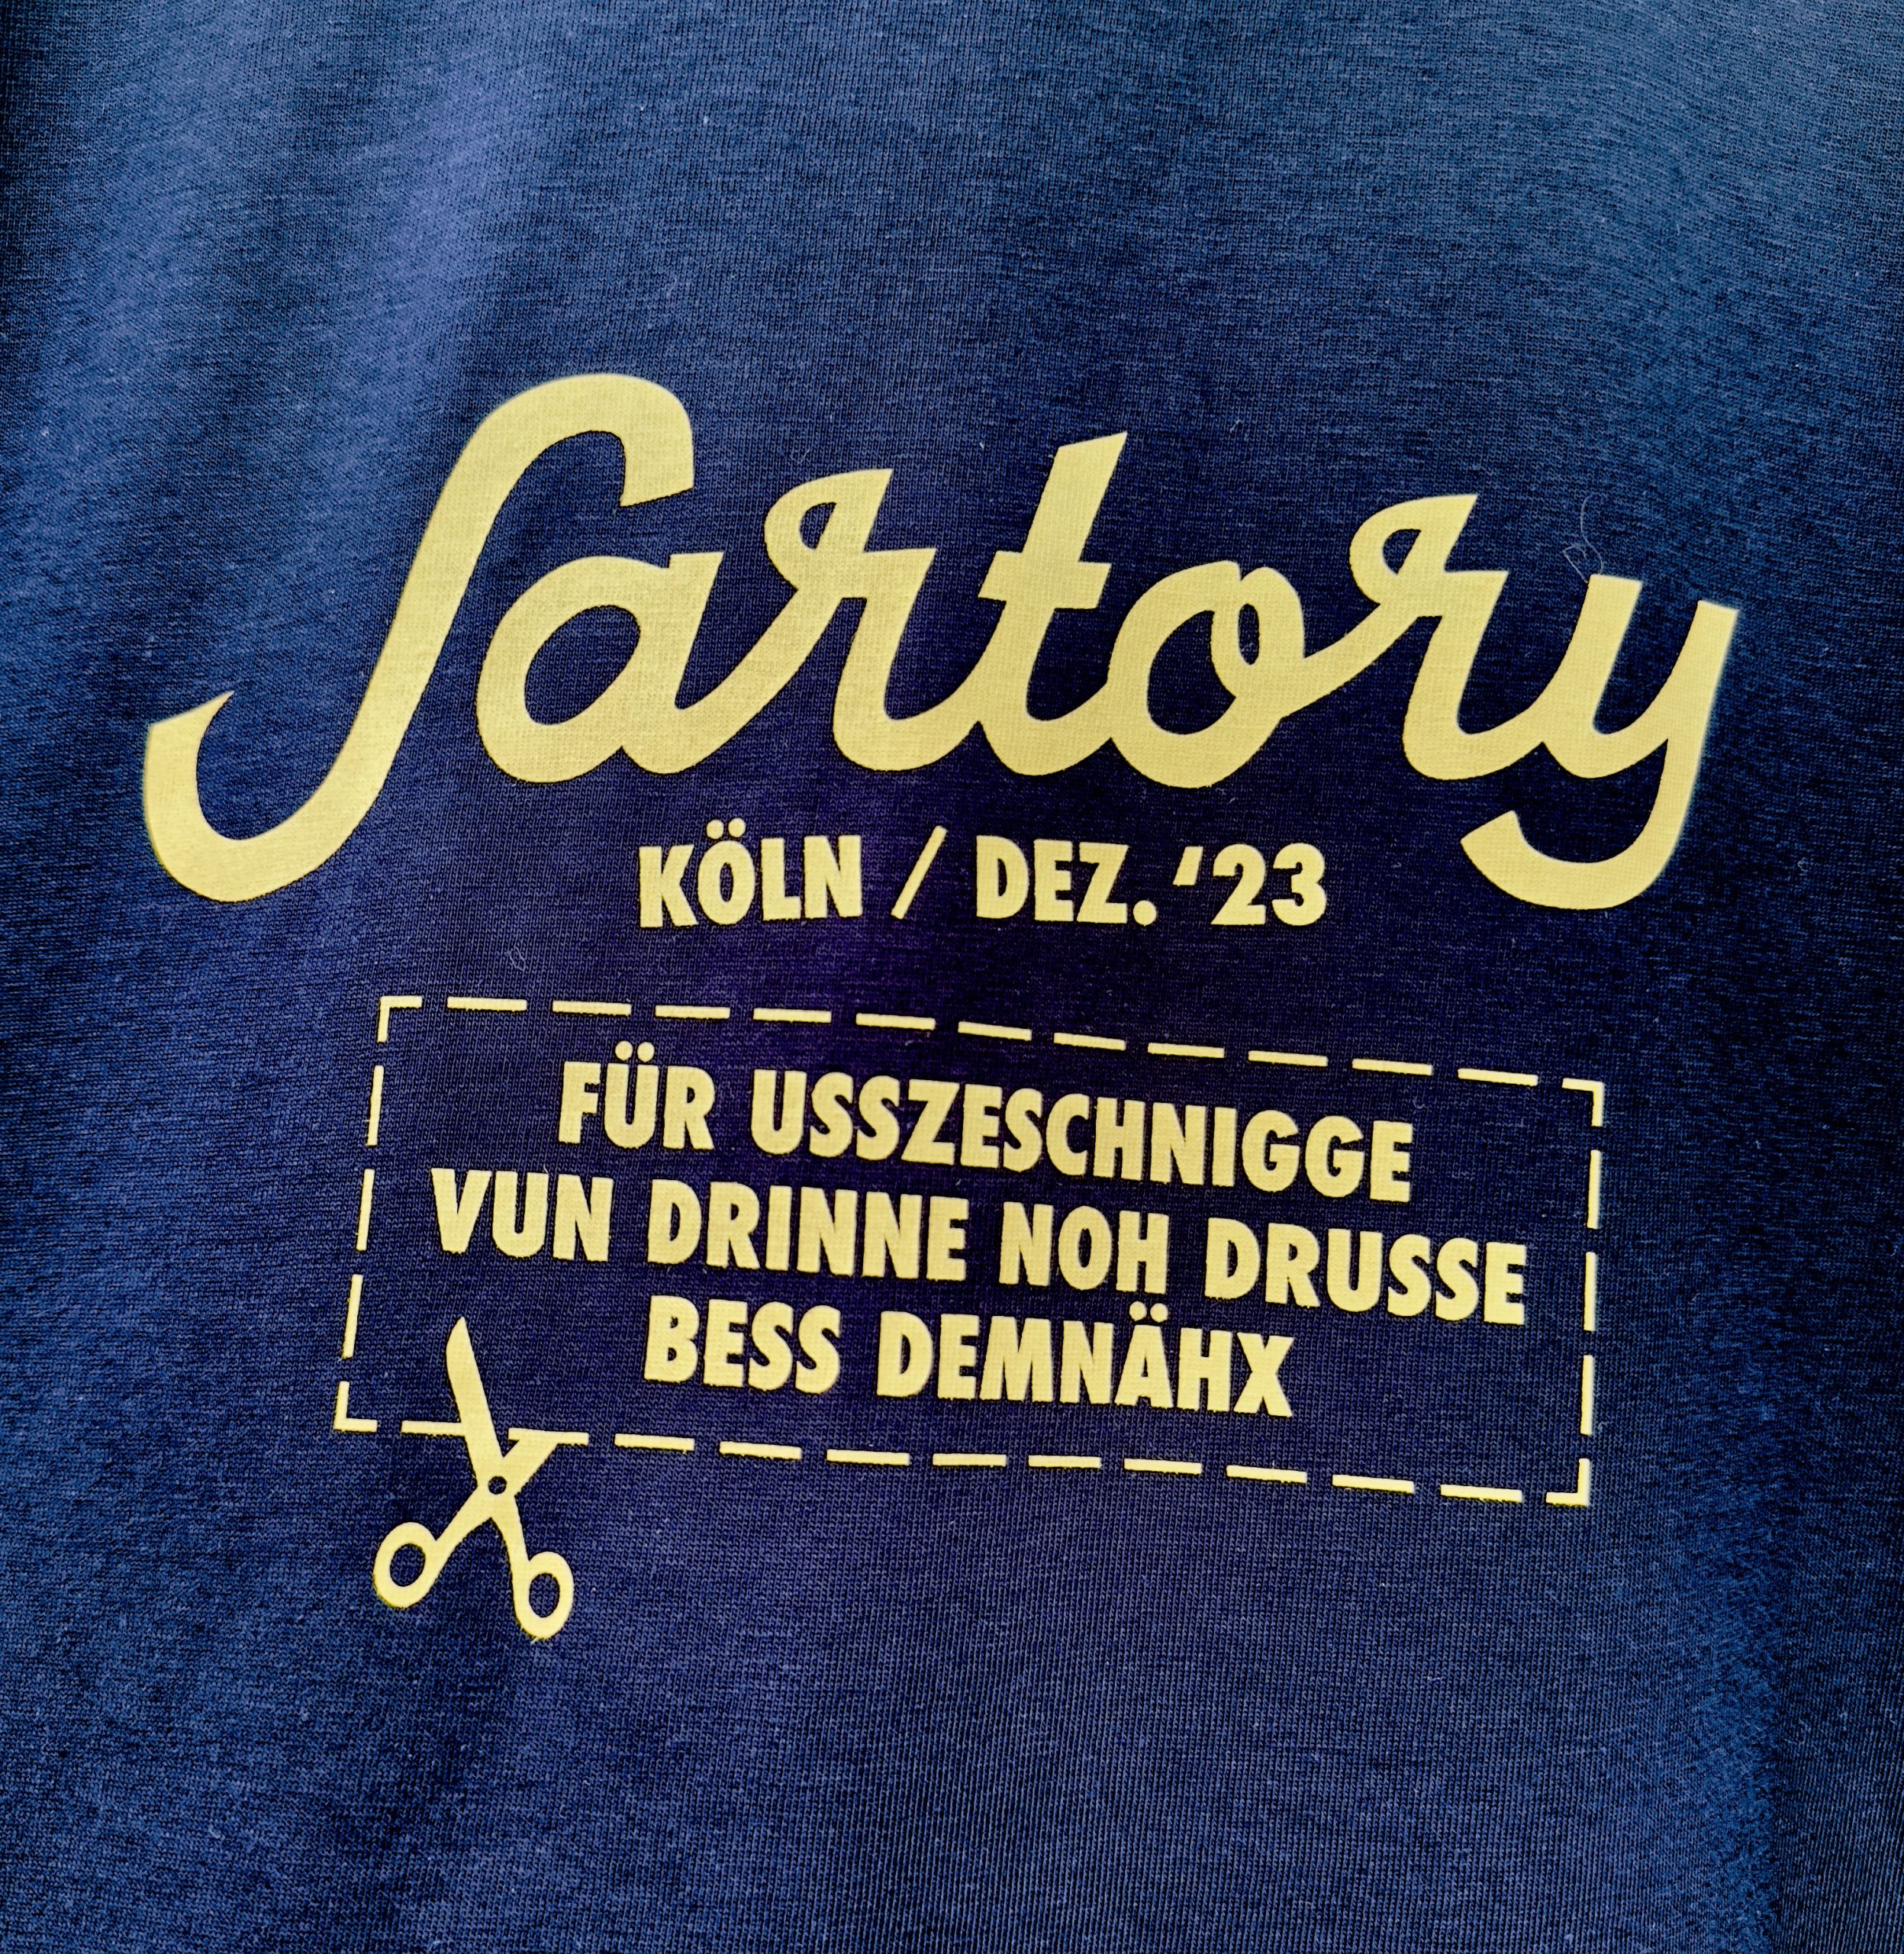 Sartory
KÖLN / DEZ. ‘23
FÜR USSZESCHNIGGE
VUN DRINNE NOH DRUSSE
BESS DEMNÄHX